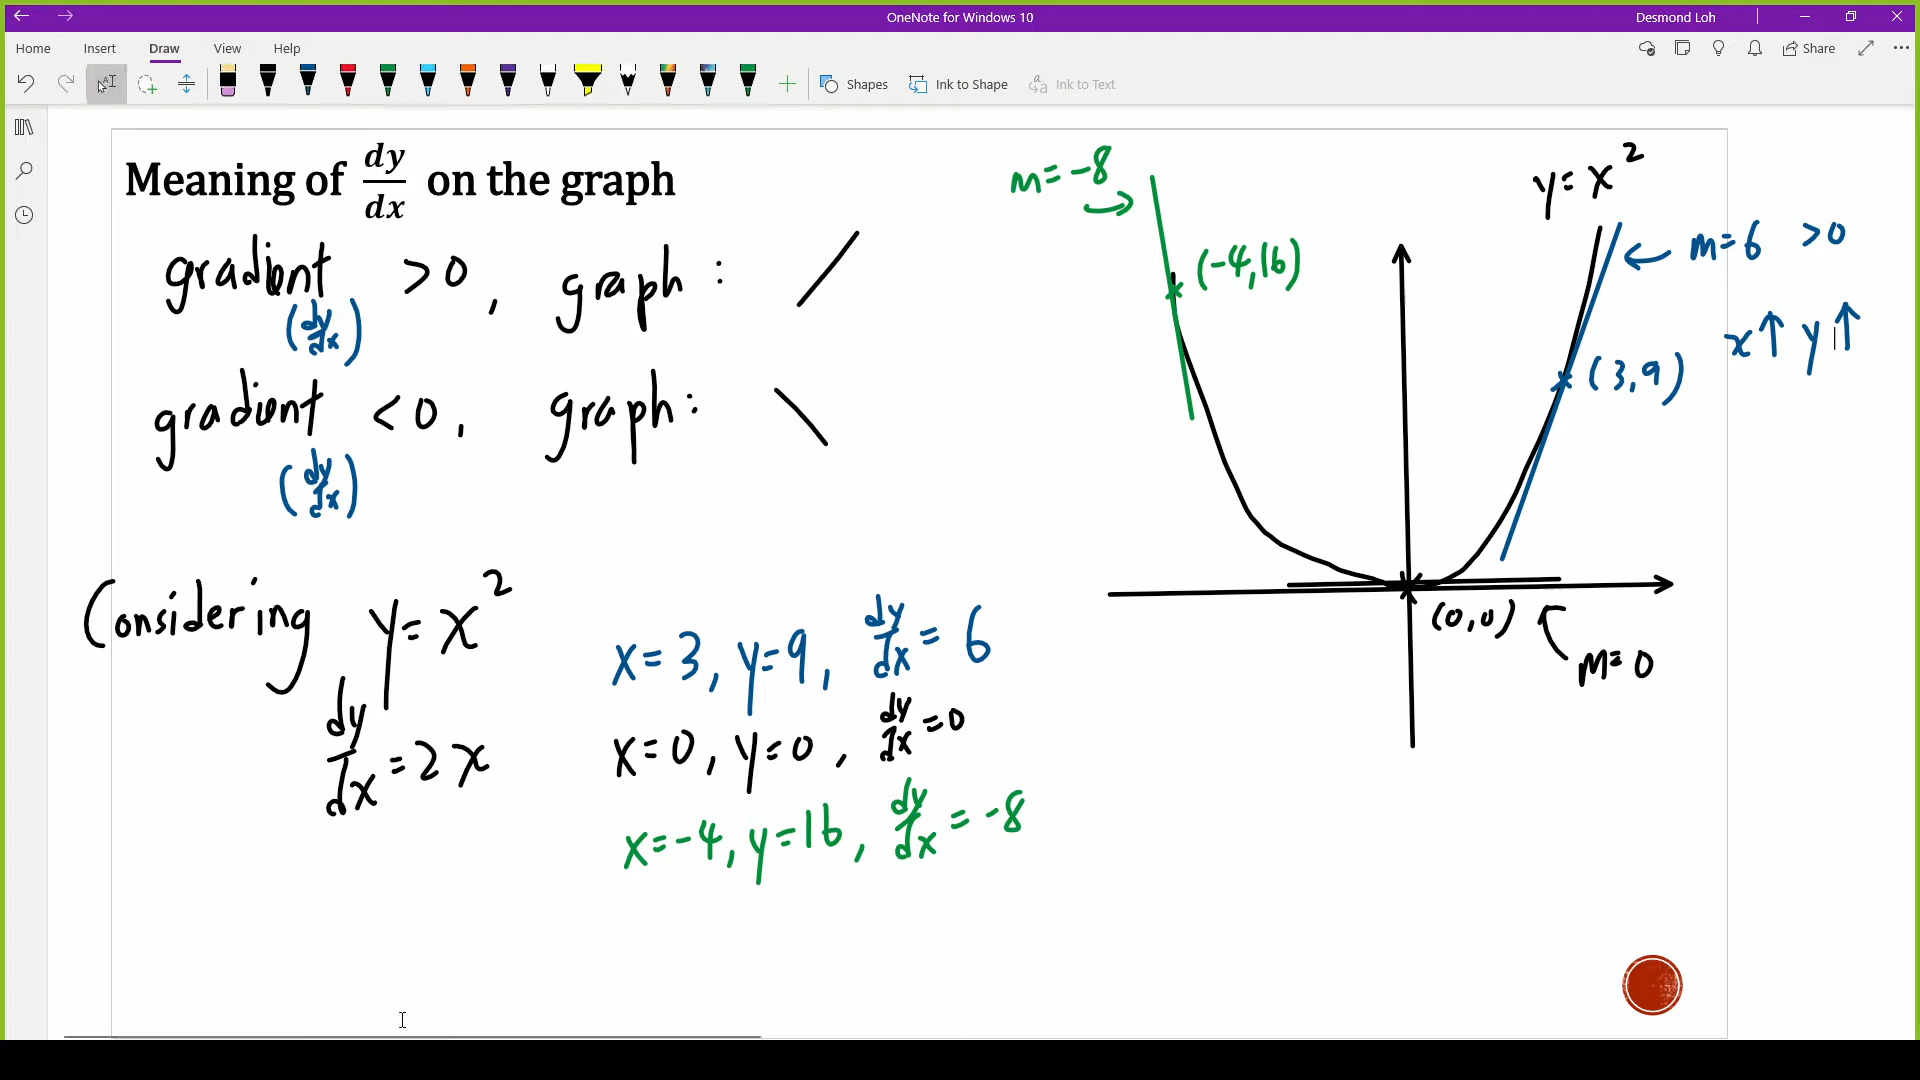 OneNote for Windows 10
Desmond Loh
Home Insert Draw View Help
Share
Shapes
Ink to Shape
Ink to Text
Meaning of dy/dx on the graph
gradient > 0, graph: /
(dy/dx)
gradient < 0, graph: \
(dy/dx)
Considering y = x²
dy/dx = 2x
x = 3, y = 9, dy/dx = 6
x = 0, y = 0, dy/dx = 0
x = -4, y = 16, dy/dx = -8
m = -8
(-4, 16)
y = x²
m = 6 > 0
x↑ y↑
(3, 9)
(0, 0)
m = 0